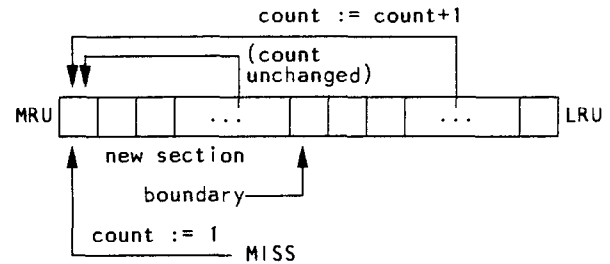 count := count+1
(count
unchanged)
MRU ... ... LRU
new section
boundary
count := 1
MISS